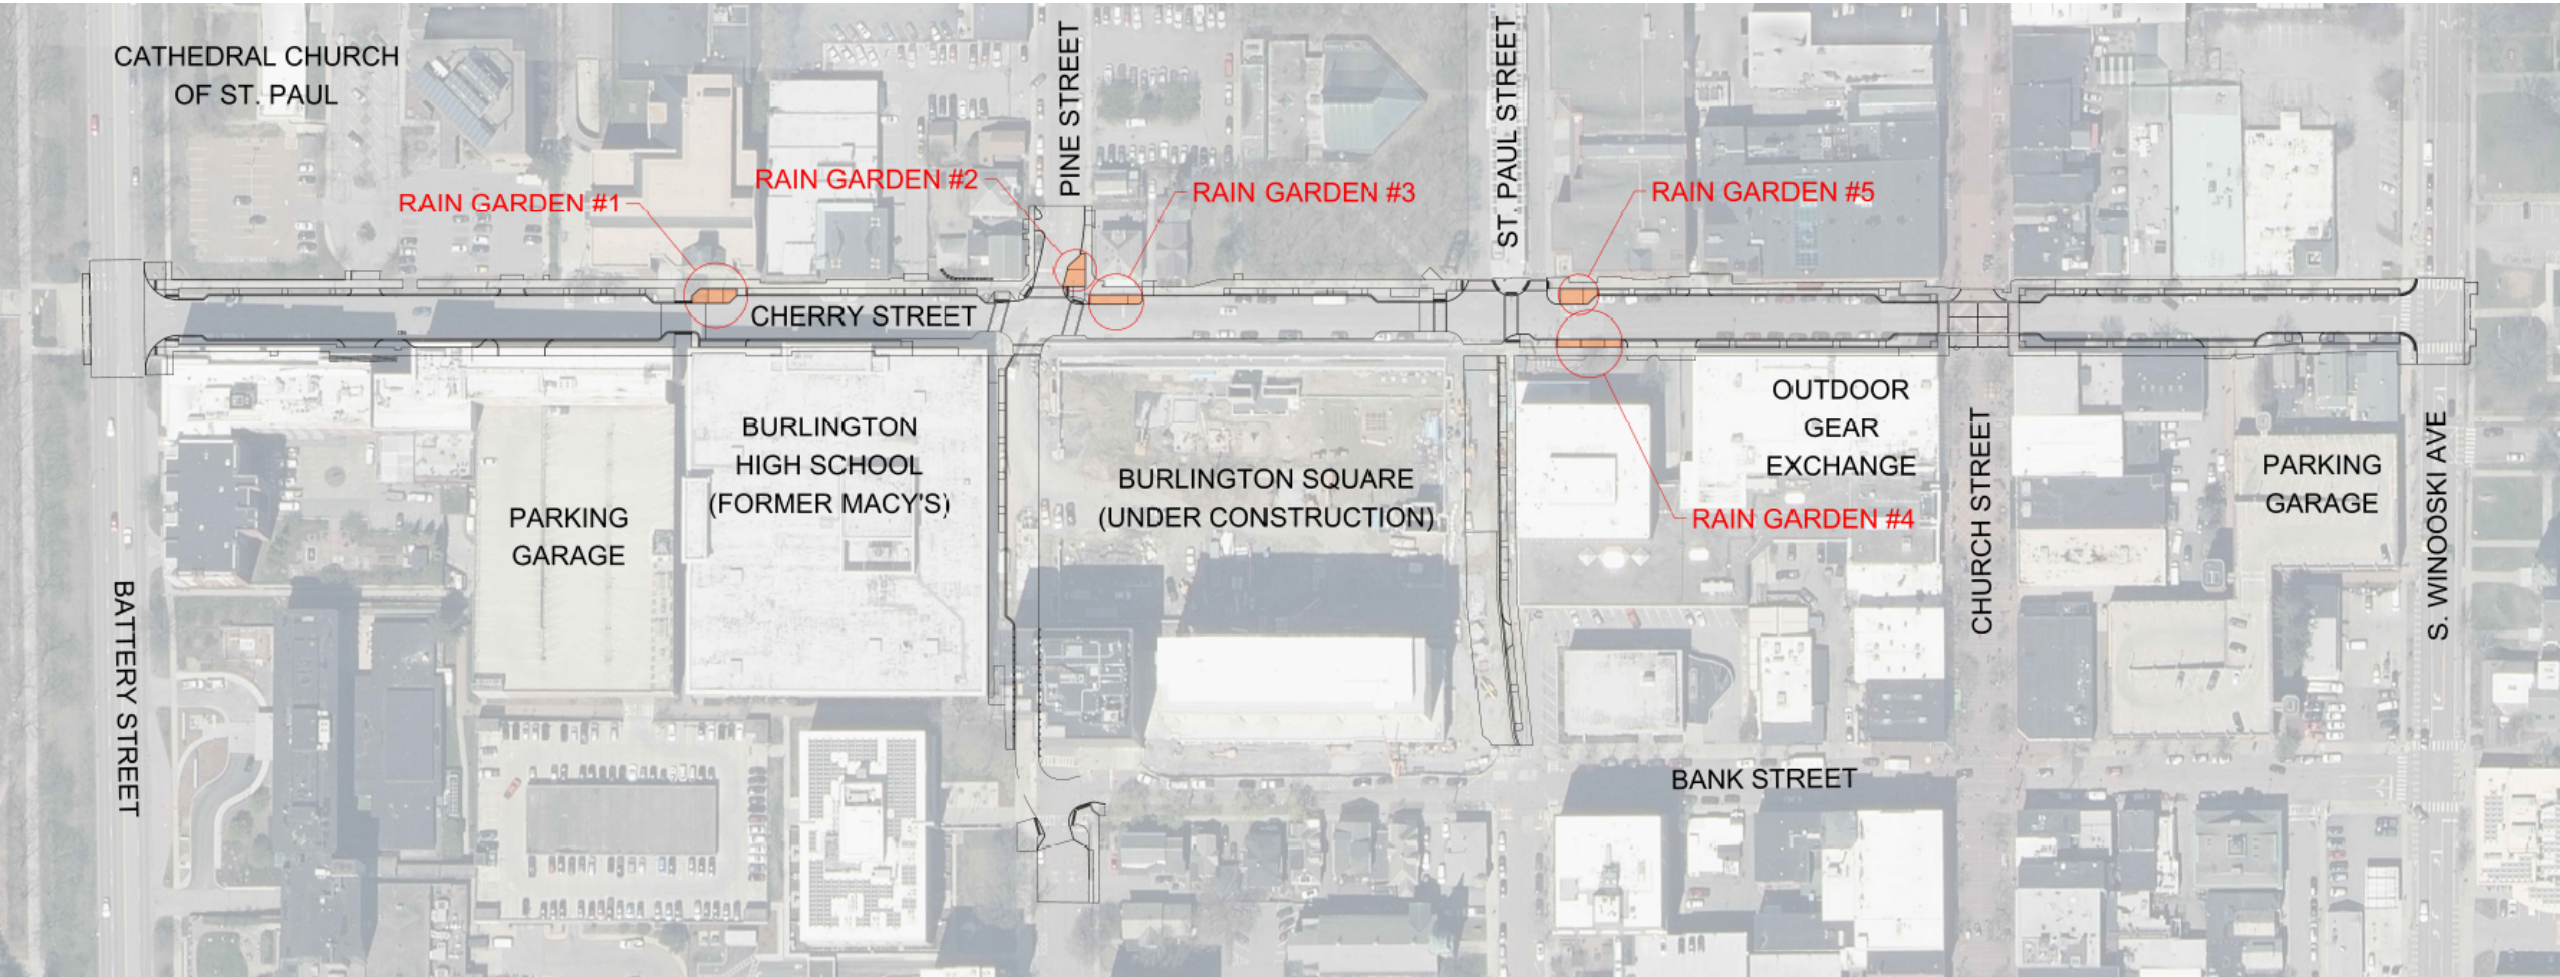 CATHEDRAL CHURCH
OF ST. PAUL
PINE STREET
ST. PAUL STREET
RAIN GARDEN #1
RAIN GARDEN #2
RAIN GARDEN #3
RAIN GARDEN #5
CHERRY STREET
BURLINGTON
HIGH SCHOOL
(FORMER MACY'S)
PARKING
GARAGE
BURLINGTON SQUARE
(UNDER CONSTRUCTION)
OUTDOOR
GEAR
EXCHANGE
RAIN GARDEN #4
CHURCH STREET
PARKING
GARAGE
S. WINOOSKI AVE
BATTERY STREET
BANK STREET